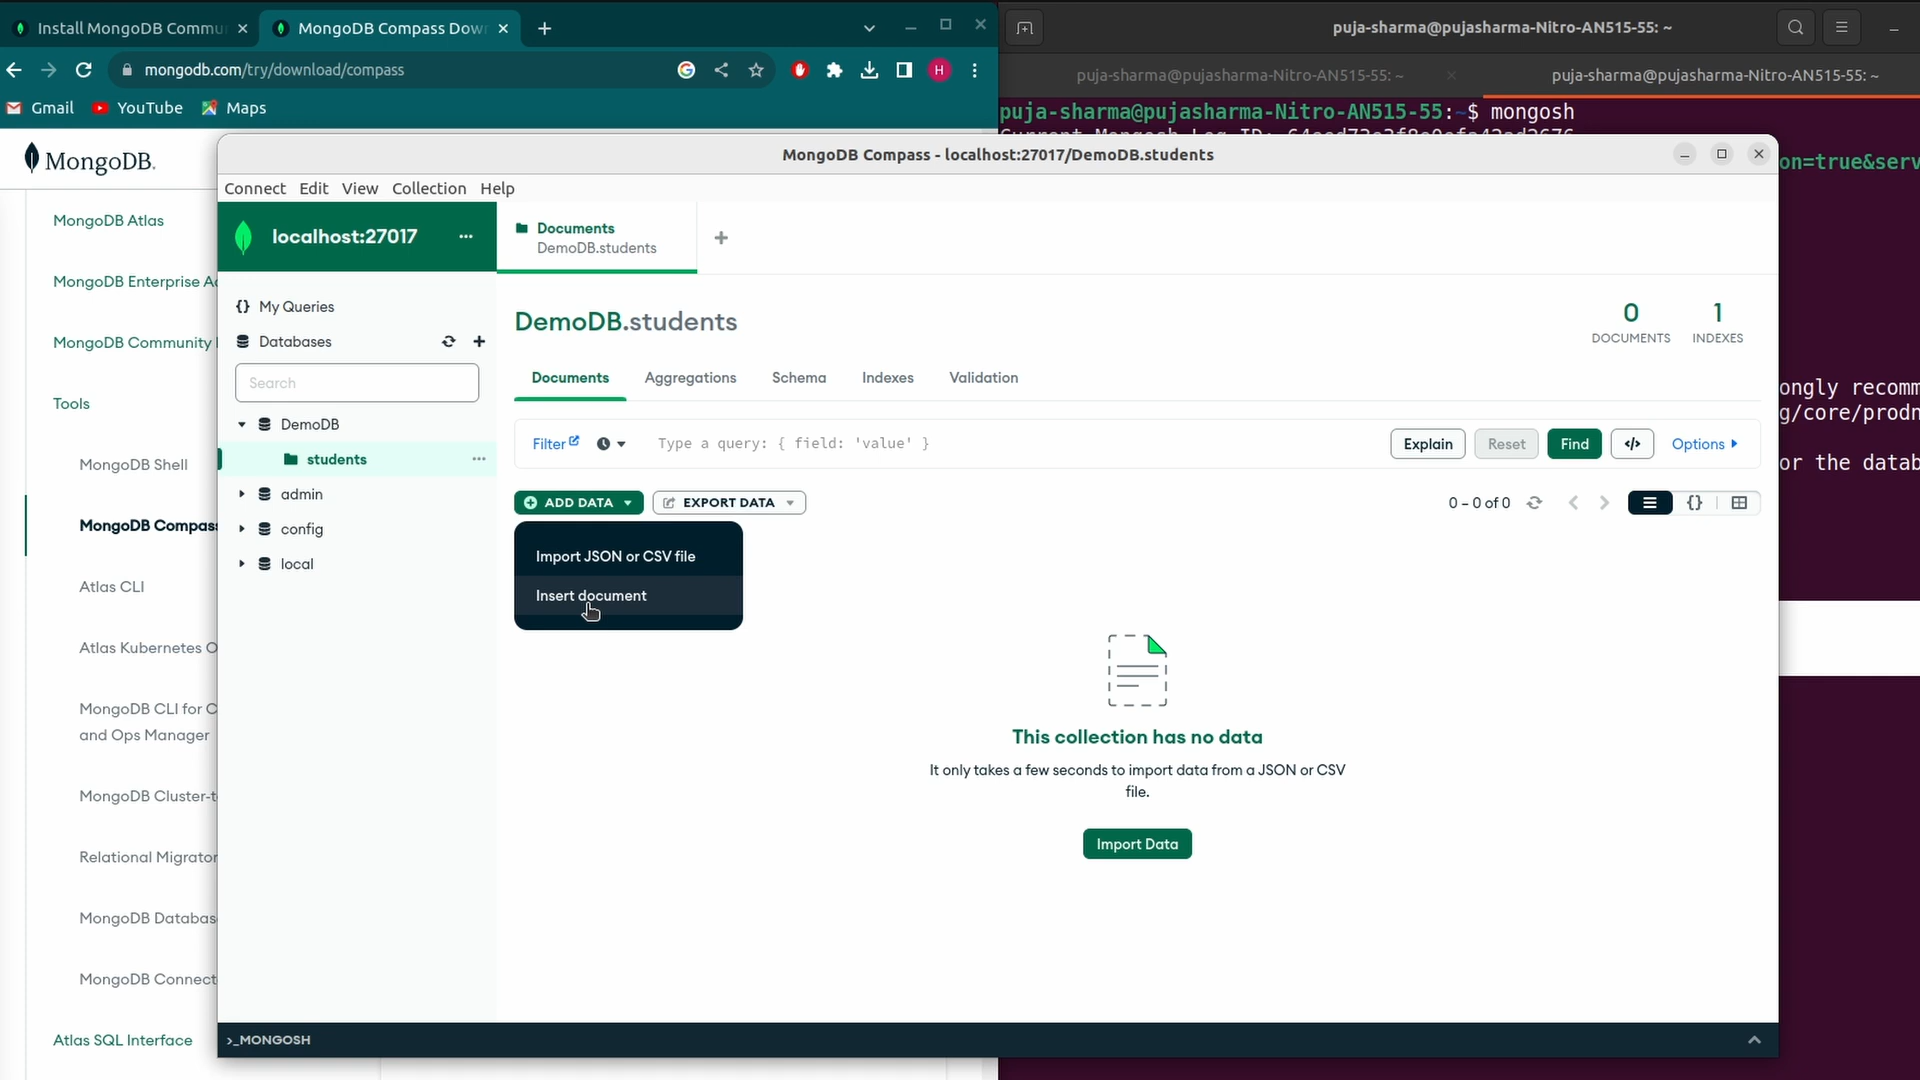 Install MongoDB Commu
MongoDB Compass Dow
mongodb.com/try/download/compass
H
Gmail
YouTube
Maps
puja-sharma@pujasharma-Nitro-AN515-55: ~
puja-sharma@pujasharma-Nitro-AN515-55: ~
puja-sharma@pujasharma-Nitro-AN515-55: ~
puja-sharma@pujasharma-Nitro-AN515-55:~$ mongosh
on=true&serv
ongly recomm
g/core/prodn
or the datab
MongoDB.
MongoDB Atlas
MongoDB Enterprise A
MongoDB Community
Tools
MongoDB Shell
MongoDB Compass
Atlas CLI
Atlas Kubernetes O
MongoDB CLI for C
and Ops Manager
MongoDB Cluster-t
Relational Migrator
MongoDB Databas
MongoDB Connect
Atlas SQL Interface
MongoDB Compass - localhost:27017/DemoDB.students
Connect Edit View Collection Help
localhost:27017
My Queries
Databases
Search
DemoDB
students
admin
config
local
Documents
DemoDB.students
DemoDB.students
0
DOCUMENTS
1
INDEXES
Documents Aggregations Schema Indexes Validation
Filter
Type a query: { field: 'value' }
Explain
Reset
Find
</>
Options
ADD DATA
EXPORT DATA
0 – 0 of 0
{}
Import JSON or CSV file
Insert document
This collection has no data
It only takes a few seconds to import data from a JSON or CSV
file.
Import Data
>_MONGOSH